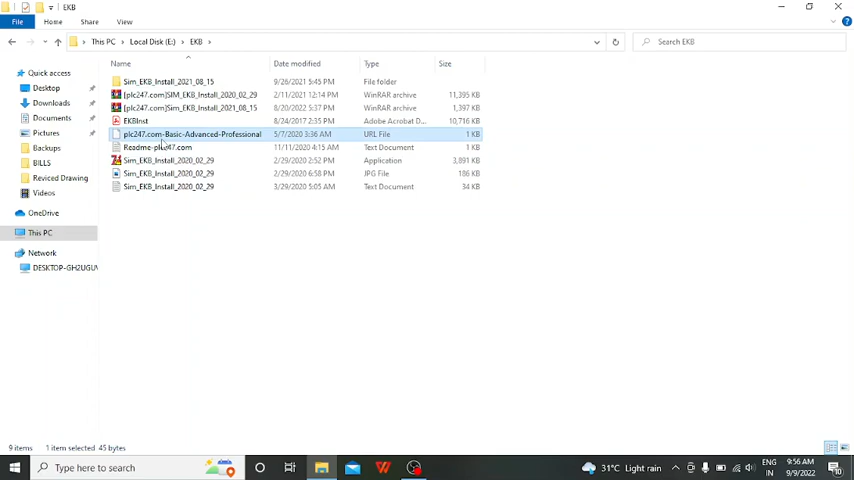 EKB
File Home Share View
This PC Local Disk (E:) EKB
Search EKB
Name Date modified Type Size
Quick access
Desktop
Downloads
Documents
Pictures
Backups
BILLS
Reviced Drawing
Videos
OneDrive
This PC
Network
DESKTOP-GH2UGUV
Sim_EKB_Install_2021_08_15 9/26/2021 5:45 PM File folder
[plc247.com]SIM_EKB_Install_2020_02_29 2/11/2021 12:14 PM WinRAR archive 11,395 KB
[plc247.com]Sim_EKB_Install_2021_08_15 8/20/2022 5:37 PM WinRAR archive 1,397 KB
EKBInst 8/24/2017 2:35 PM Adobe Acrobat D... 10,716 KB
plc247.com-Basic-Advanced-Professional 5/7/2020 3:36 AM URL File 1 KB
Readme-plc247.com 11/11/2020 4:15 AM Text Document 1 KB
Sim_EKB_Install_2020_02_29 2/29/2020 2:52 PM Application 3,891 KB
Sim_EKB_Install_2020_02_29 2/29/2020 6:58 PM JPG File 186 KB
Sim_EKB_Install_2020_02_29 3/29/2020 5:05 AM Text Document 34 KB
9 items 1 item selected 45 bytes
Type here to search
31°C Light rain
ENG
IN
9:56 AM
9/9/2022
10